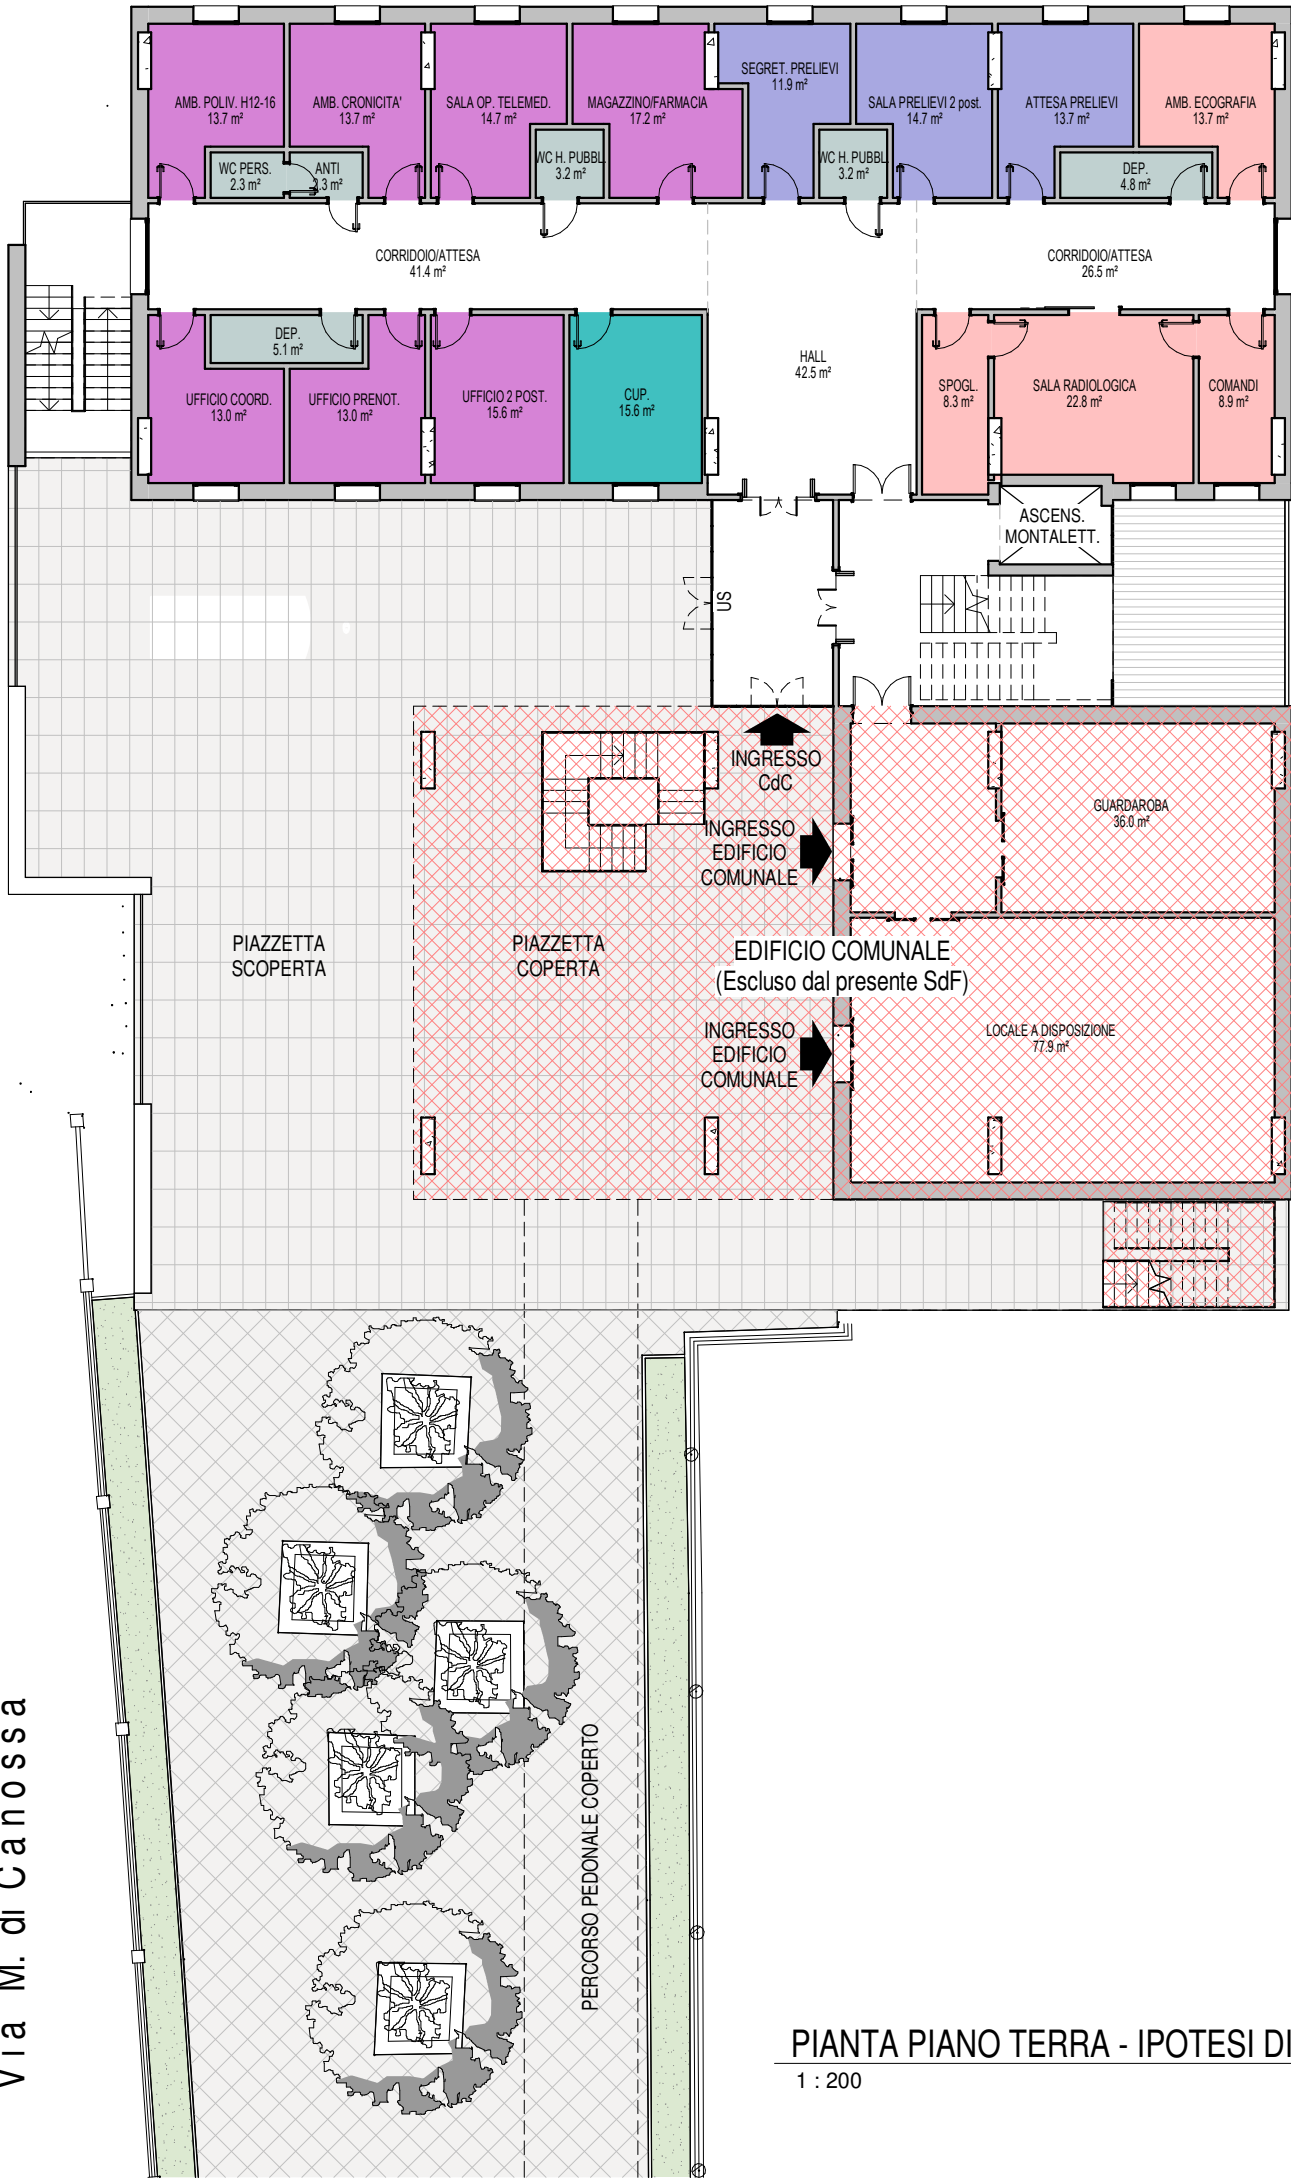 AMB. POLIV. H12-16
13.7 m²
AMB. CRONICITA'
13.7 m²
SALA OP. TELEMED.
14.7 m²
MAGAZZINO/FARMACIA
17.2 m²
SEGRET. PRELIEVI
11.9 m²
SALA PRELIEVI 2 post.
14.7 m²
ATTESA PRELIEVI
13.7 m²
AMB. ECOGRAFIA
13.7 m²
WC PERS.
2.3 m²
ANTI
2.3 m²
WC H. PUBBL.
3.2 m²
WC H. PUBBL.
3.2 m²
DEP.
4.8 m²
CORRIDOIO/ATTESA
41.4 m²
CORRIDOIO/ATTESA
26.5 m²
DEP.
5.1 m²
HALL
42.5 m²
UFFICIO COORD.
13.0 m²
UFFICIO PRENOT.
13.0 m²
UFFICIO 2 POST.
15.6 m²
CUP.
15.6 m²
SPOGL.
8.3 m²
SALA RADIOLOGICA
22.8 m²
COMANDI
8.9 m²
ASCENS.
MONTALETT.
US
INGRESSO
CdC
INGRESSO
EDIFICIO
COMUNALE
GUARDAROBA
36.0 m²
PIAZZETTA
SCOPERTA
PIAZZETTA
COPERTA
EDIFICIO COMUNALE
(Escluso dal presente SdF)
INGRESSO
EDIFICIO
COMUNALE
LOCALE A DISPOSIZIONE
77.9 m²
PERCORSO PEDONALE COPERTO
Via M. di Canossa
PIANTA PIANO TERRA - IPOTESI DI
1 : 200